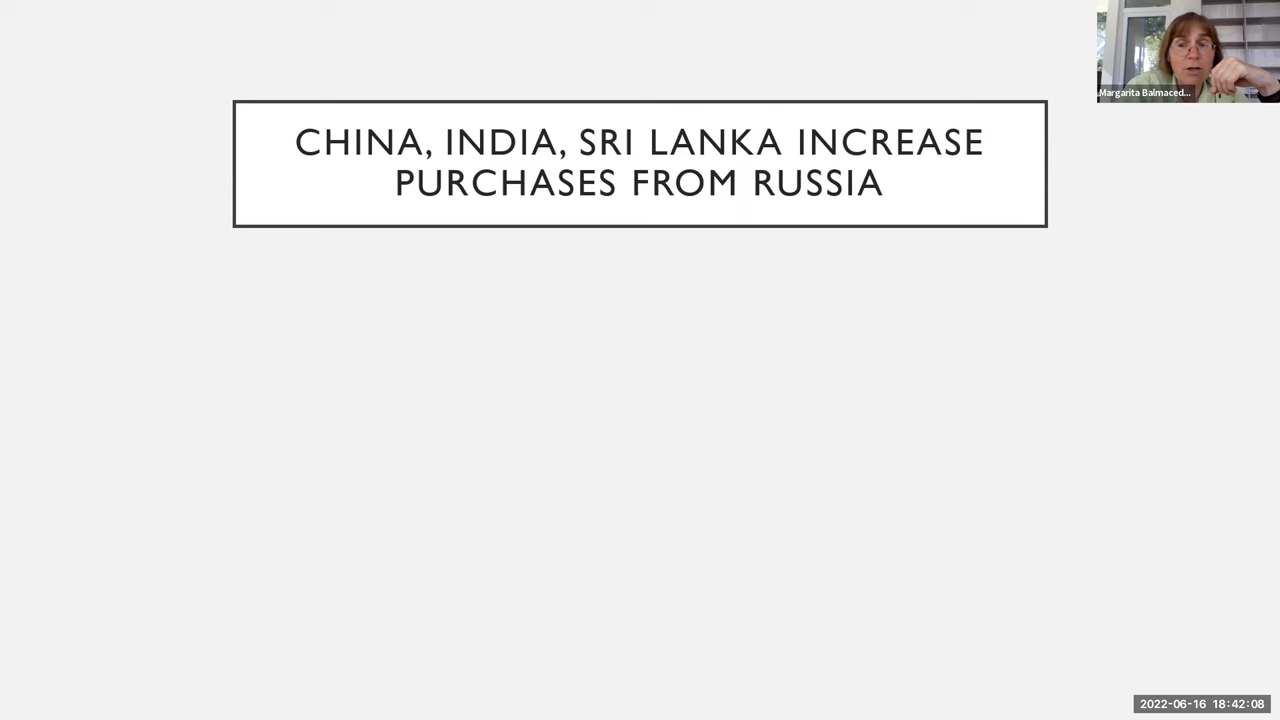 Margarita Balmaced...
CHINA, INDIA, SRI LANKA INCREASE
PURCHASES FROM RUSSIA
2022-06-16 18:42:08